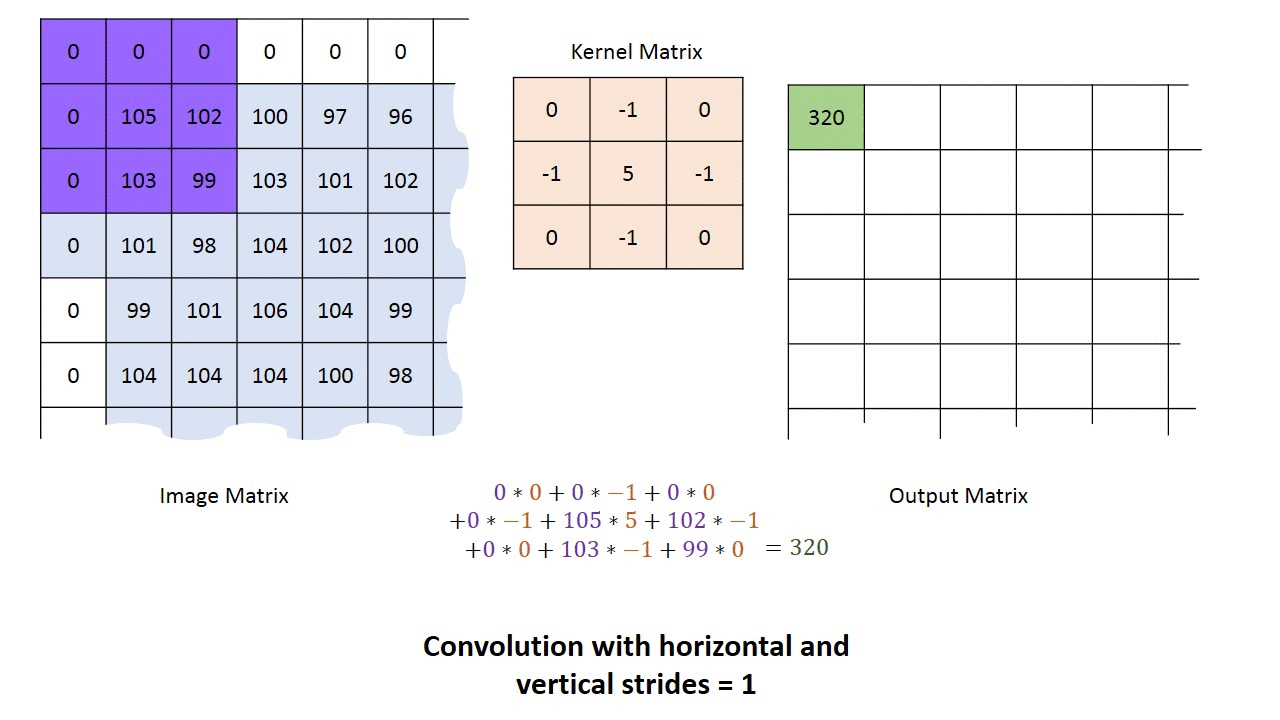 Kernel Matrix
0 0 0 0 0 0
0 105 102 100 97 96
0 103 99 103 101 102
0 101 98 104 102 100
0 99 101 106 104 99
0 104 104 104 100 98
0 -1 0
-1 5 -1
0 -1 0
320
Image Matrix
Output Matrix
0 ∗ 0 + 0 ∗ −1 + 0 ∗ 0
+0 ∗ −1 + 105 ∗ 5 + 102 ∗ −1
+0 ∗ 0 + 103 ∗ −1 + 99 ∗ 0 = 320
Convolution with horizontal and
vertical strides = 1